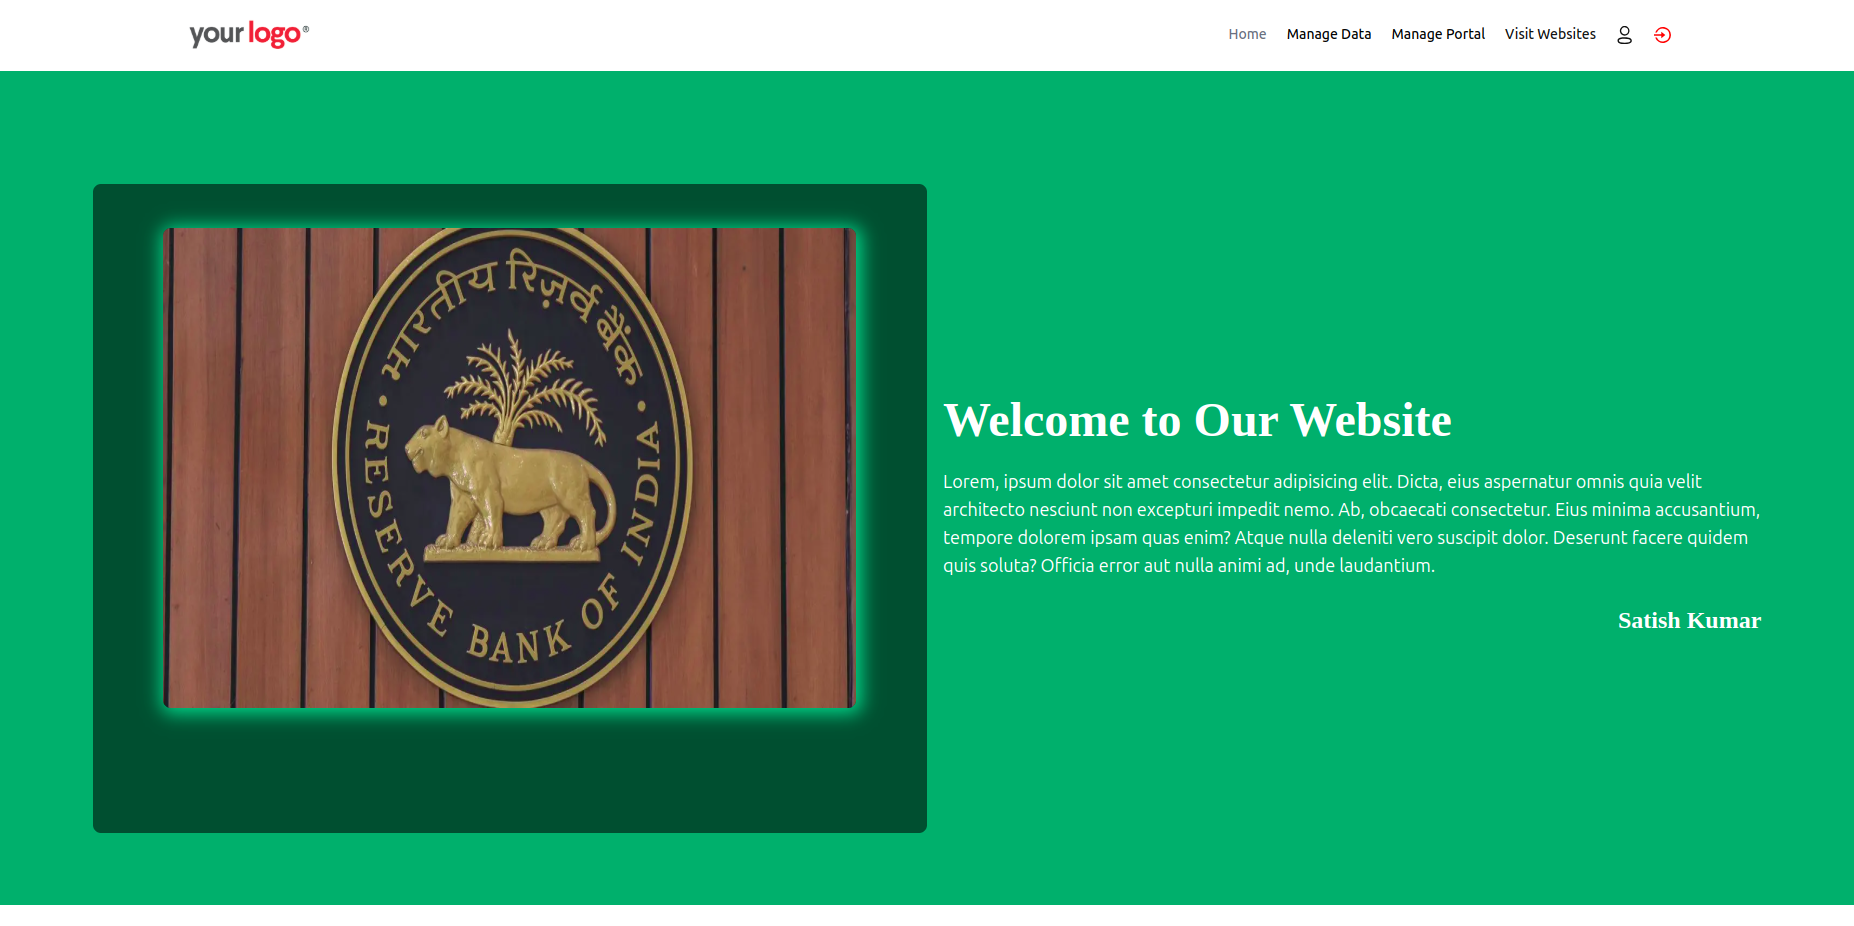 your logo®
Home Manage Data Manage Portal Visit Websites
भारतीय रिज़र्व बैंक
RESERVE BANK OF INDIA
Welcome to Our Website
Lorem, ipsum dolor sit amet consectetur adipisicing elit. Dicta, eius aspernatur omnis quia velit
architecto nesciunt non excepturi impedit nemo. Ab, obcaecati consectetur. Eius minima accusantium,
tempore dolorem ipsam quas enim? Atque nulla deleniti vero suscipit dolor. Deserunt facere quidem
quis soluta? Officia error aut nulla animi ad, unde laudantium.
Satish Kumar